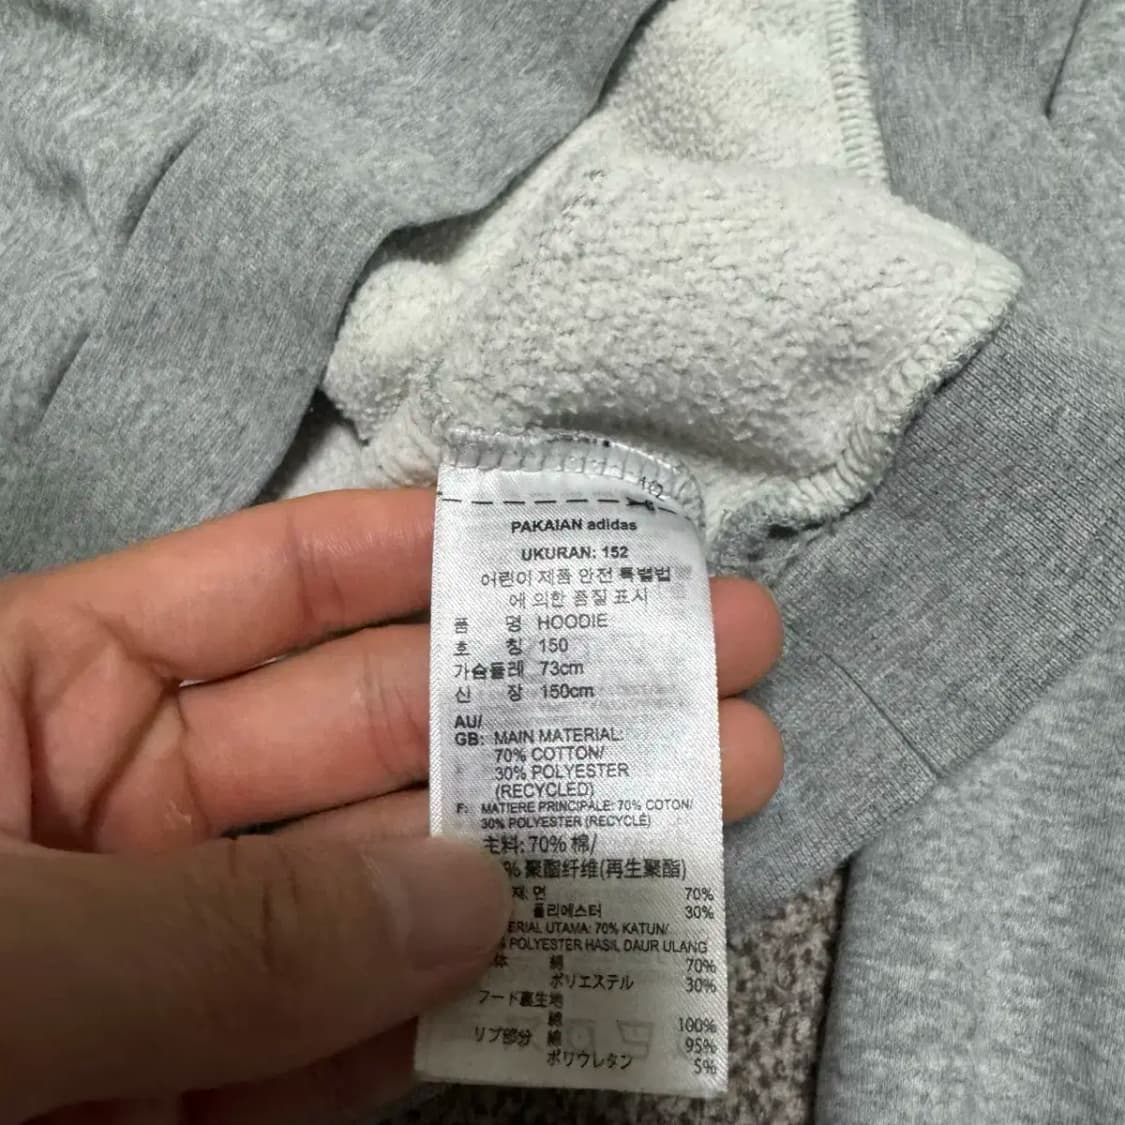 PAKAIAN adidas
UKURAN: 152
어린이 제품 안전 특별법
에 의한 품질 표시
품 명 HOODIE
호 칭 150
가슴둘레 73cm
신 장 150cm
AU/
GB: MAIN MATERIAL:
70% COTTON/
30% POLYESTER
(RECYCLED)
F: MATIERE PRINCIPALE: 70% COTON/
30% POLYESTER (RECYCLÉ)
主料: 70% 棉/
% 聚酯纤维(再生聚酯)
재: 면 70%
폴리에스터 30%
ERIAL UTAMA: 70% KATUN/
% POLYESTER HASIL DAUR ULANG
体 綿 70%
ポリエステル 30%
フード裏生地
綿 100%
リブ部分 綿 95%
ポリウレタン 5%